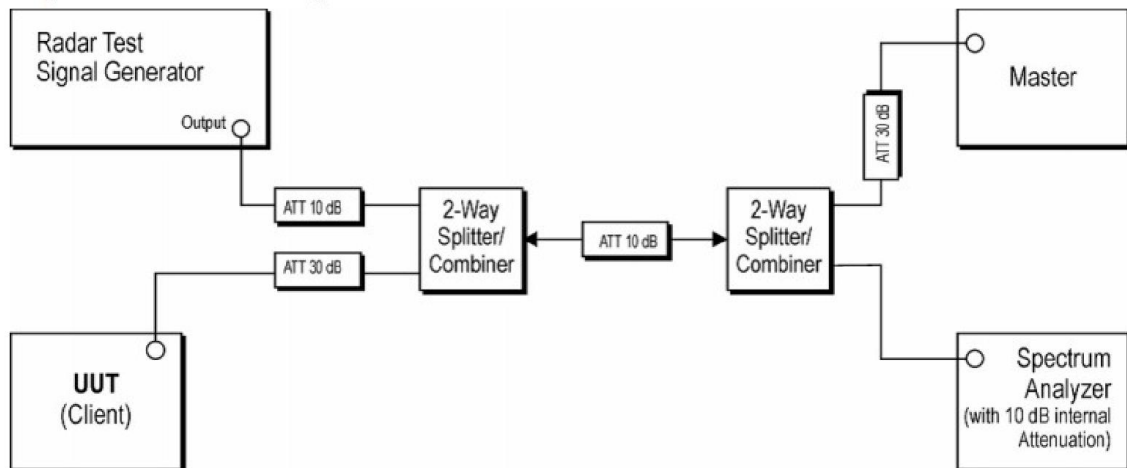 Radar Test
Signal Generator
Output
ATT 10 dB
ATT 30 dB
2-Way
Splitter/
Combiner
ATT 10 dB
2-Way
Splitter/
Combiner
ATT 30 dB
Master
UUT
(Client)
Spectrum
Analyzer
(with 10 dB internal
Attenuation)